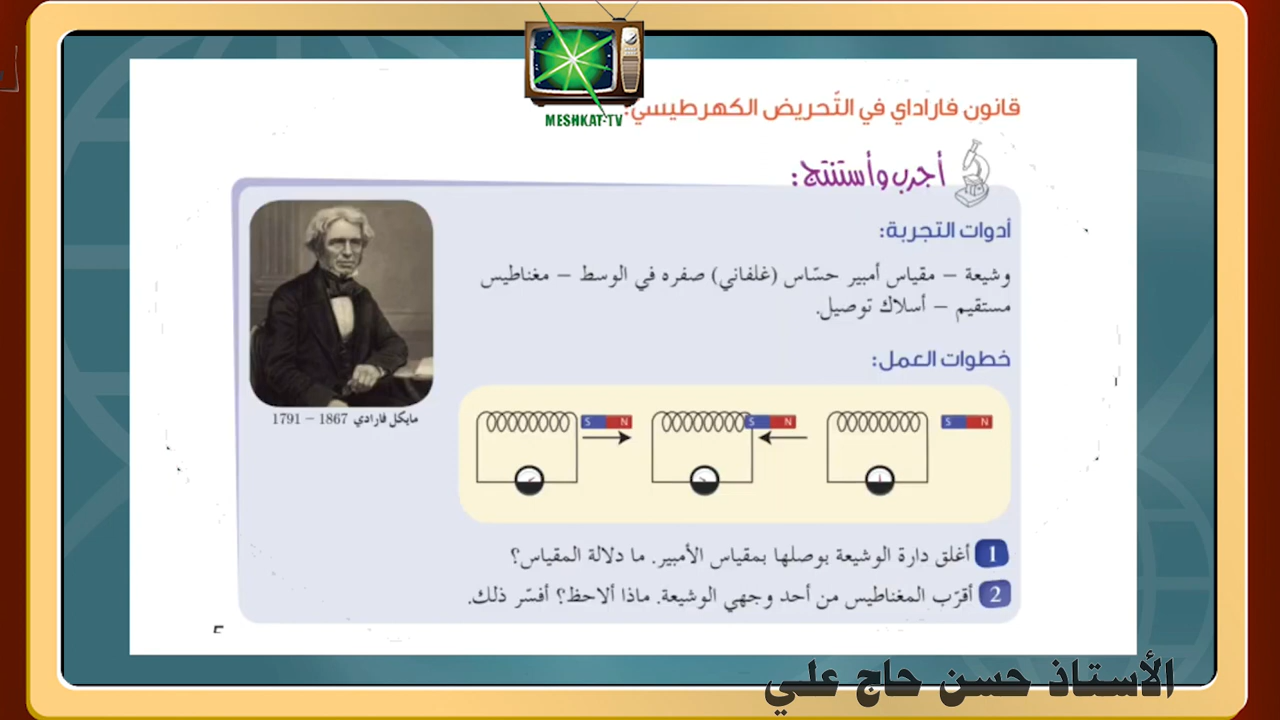 MESHKAT-TV
قانون فاراداي في التّحريض الكهرطيسي:
أجرب وأستنتج:
أدوات التجربة:
وشيعة – مقياس أمبير حسّاس (غلفاني) صفره في الوسط – مغناطيس
مستقيم – أسلاك توصيل.
خطوات العمل:
مايكل فارادي 1867 – 1791
S N
S N
S N
1 أغلق دارة الوشيعة بوصلها بمقياس الأمبير. ما دلالة المقياس؟
2 أقرّب المغناطيس من أحد وجهي الوشيعة. ماذا ألاحظ؟ أفسّر ذلك.
الأستاذ حسن حاج علي